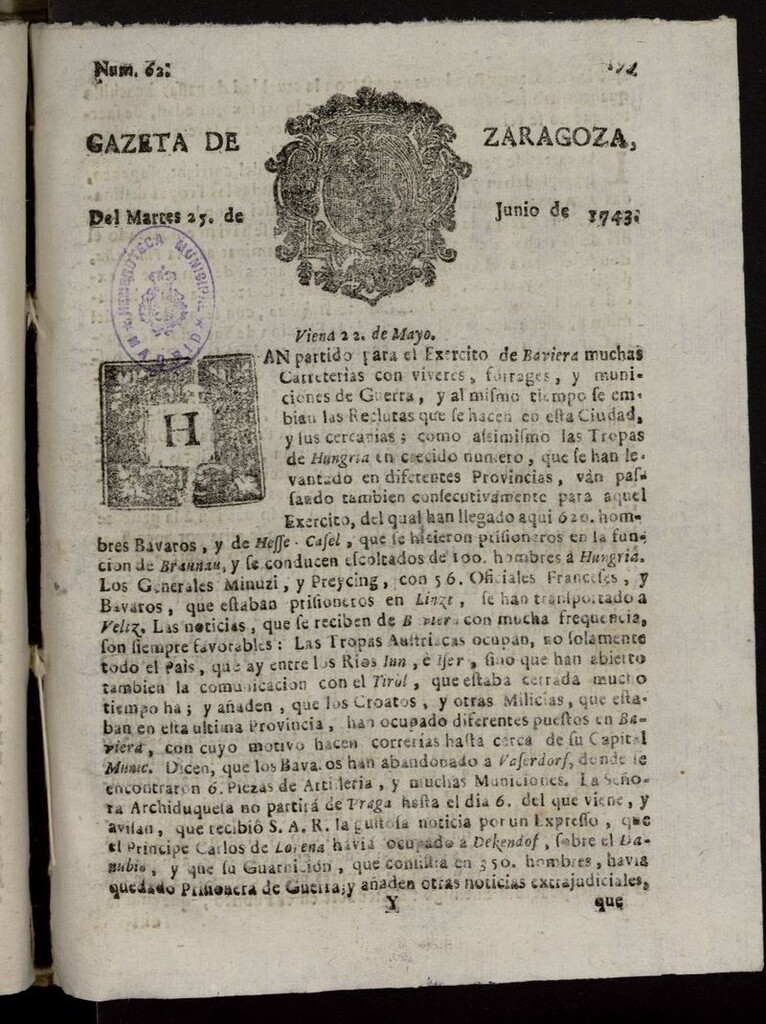 Num. 62.
GAZETA DE ZARAGOZA,
Del Martes 25. de Junio de 1743.
HEMEROTECA MUNICIPAL MADRID
Viena 22. de Mayo.
HAN partido para el Exercito de Baviera muchas
Carreterias con viveres, forrages, y muni-
ciones de Guerra, y al miſmo tiempo ſe em-
bian las Reclutas que ſe hacen en eſta Ciudad,
y ſus cercanias; como aſsimiſmo las Tropas
de Hungria en crecido numero, que ſe han le-
vantado en diferentes Provincias, ván paſ-
ſando tambien conſecutivamente para aquel
Exercito, del qual han llegado aqui 620. hom-
bres Bavaros, y de Heſſe-Caſel, que ſe hicieron priſioneros en la fun-
cion de Braunau, y ſe conducen eſcoltados de 100. hombres à Hungria.
Los Generales Minuzi, y Preycing, con 56. Oficiales Franceſes, y
Bavaros, que eſtaban priſioneros en Lintz, ſe han tranſportado a
Veltz. Las noticias, que ſe reciben de Baviera con mucha frequencia,
ſon ſiempre favorables: Las Tropas Auſtriacas ocupan, no ſolamente
todo el Pais, que ay entre los Rios Inn, è Iſer, ſino que han abierto
tambien la comunicacion con el Tiròl, que eſtaba cerrada mucho
tiempo ha; y añaden, que los Croatos, y otras Milicias, que eſta-
ban en eſta ultima Provincia, han ocupado diferentes pueſtos en Ba-
viera, con cuyo motivo hacen correrias haſta cerca de ſu Capital
Munic. Dicen, que los Bavaros han abandonado a Vaſerdorf, donde ſe
encontraron 6. Piezas de Artilleria, y muchas Municiones. La Seño-
ra Archiduqueſa no partirá de Praga haſta el dia 6. del que viene, y
aviſan, que recibiò S. A. R. la guſtoſa noticia por un Expreſſo, que
el Principe Carlos de Lorena havia ocupado à Dekendof, ſobre el Da-
nubio, y que ſu Guarnicion, que conſiſtia en 350. hombres, havia
quedado Priſionera de Guerra; y añaden otras noticias extrajudiciales,
Y que